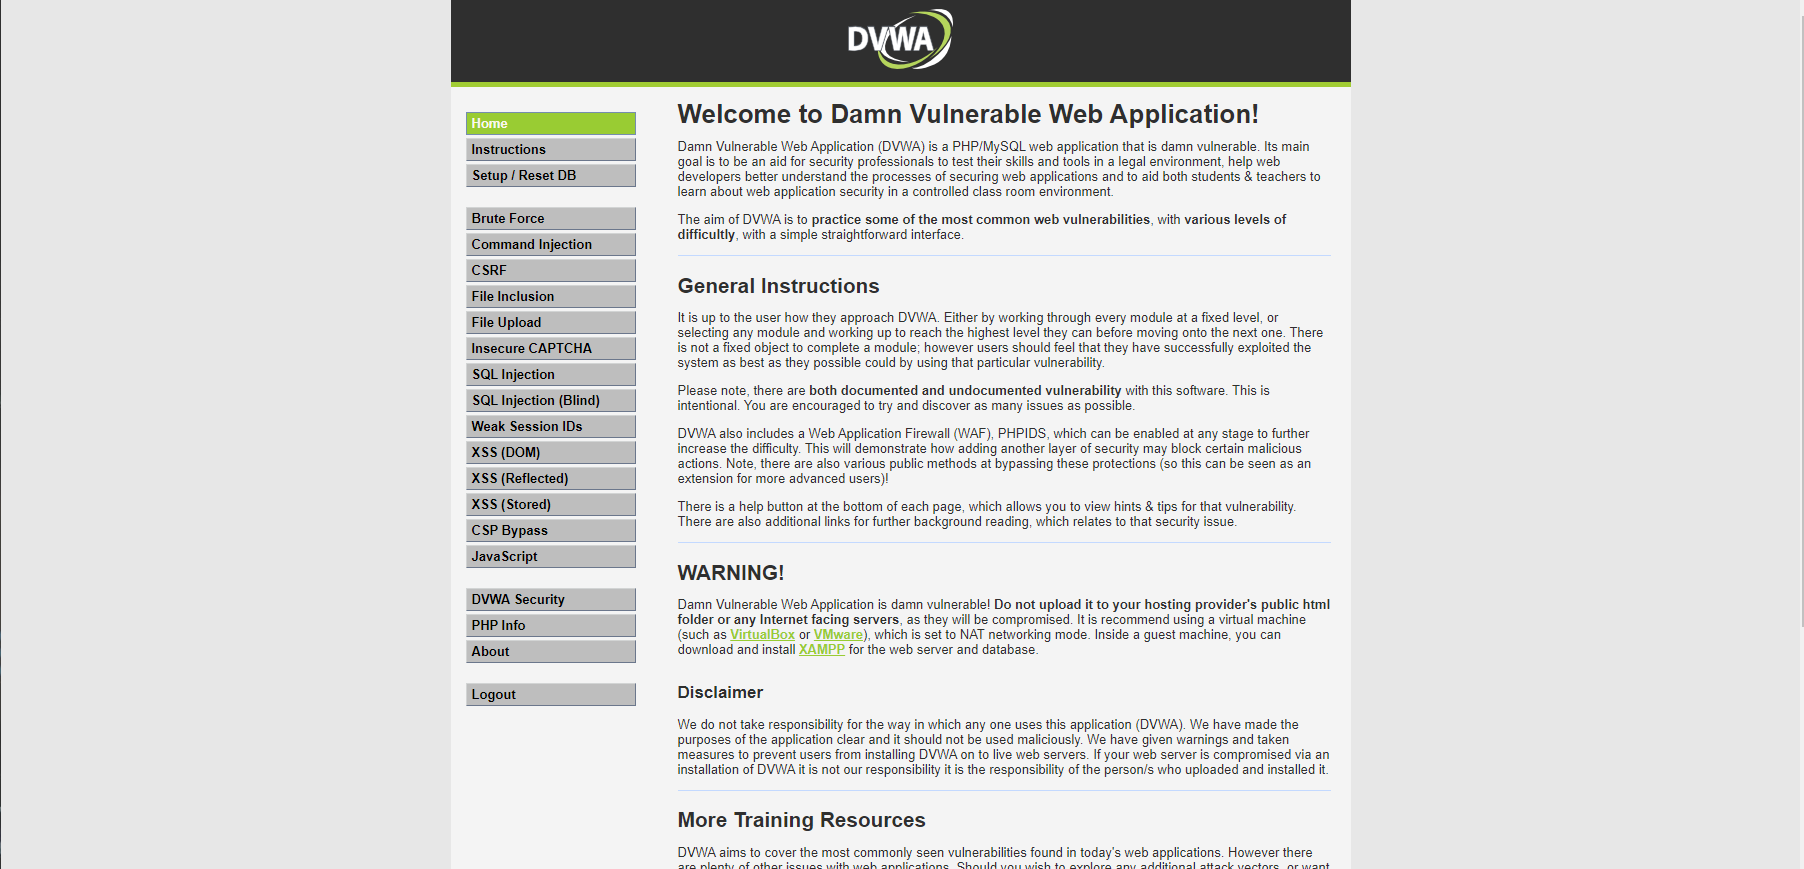 DVWA
Home
Instructions
Setup / Reset DB
Brute Force
Command Injection
CSRF
File Inclusion
File Upload
Insecure CAPTCHA
SQL Injection
SQL Injection (Blind)
Weak Session IDs
XSS (DOM)
XSS (Reflected)
XSS (Stored)
CSP Bypass
JavaScript
DVWA Security
PHP Info
About
Logout
Welcome to Damn Vulnerable Web Application!
Damn Vulnerable Web Application (DVWA) is a PHP/MySQL web application that is damn vulnerable. Its main
goal is to be an aid for security professionals to test their skills and tools in a legal environment, help web
developers better understand the processes of securing web applications and to aid both students & teachers to
learn about web application security in a controlled class room environment.
The aim of DVWA is to practice some of the most common web vulnerabilities, with various levels of
difficultly, with a simple straightforward interface.
General Instructions
It is up to the user how they approach DVWA. Either by working through every module at a fixed level, or
selecting any module and working up to reach the highest level they can before moving onto the next one. There
is not a fixed object to complete a module; however users should feel that they have successfully exploited the
system as best as they possible could by using that particular vulnerability.
Please note, there are both documented and undocumented vulnerability with this software. This is
intentional. You are encouraged to try and discover as many issues as possible.
DVWA also includes a Web Application Firewall (WAF), PHPIDS, which can be enabled at any stage to further
increase the difficulty. This will demonstrate how adding another layer of security may block certain malicious
actions. Note, there are also various public methods at bypassing these protections (so this can be seen as an
extension for more advanced users)!
There is a help button at the bottom of each page, which allows you to view hints & tips for that vulnerability.
There are also additional links for further background reading, which relates to that security issue.
WARNING!
Damn Vulnerable Web Application is damn vulnerable! Do not upload it to your hosting provider's public html
folder or any Internet facing servers, as they will be compromised. It is recommend using a virtual machine
(such as VirtualBox or VMware), which is set to NAT networking mode. Inside a guest machine, you can
download and install XAMPP for the web server and database.
Disclaimer
We do not take responsibility for the way in which any one uses this application (DVWA). We have made the
purposes of the application clear and it should not be used maliciously. We have given warnings and taken
measures to prevent users from installing DVWA on to live web servers. If your web server is compromised via an
installation of DVWA it is not our responsibility it is the responsibility of the person/s who uploaded and installed it.
More Training Resources
DVWA aims to cover the most commonly seen vulnerabilities found in today's web applications. However there
are plenty of other issues with web applications. Should you wish to explore any additional attack vectors, or want